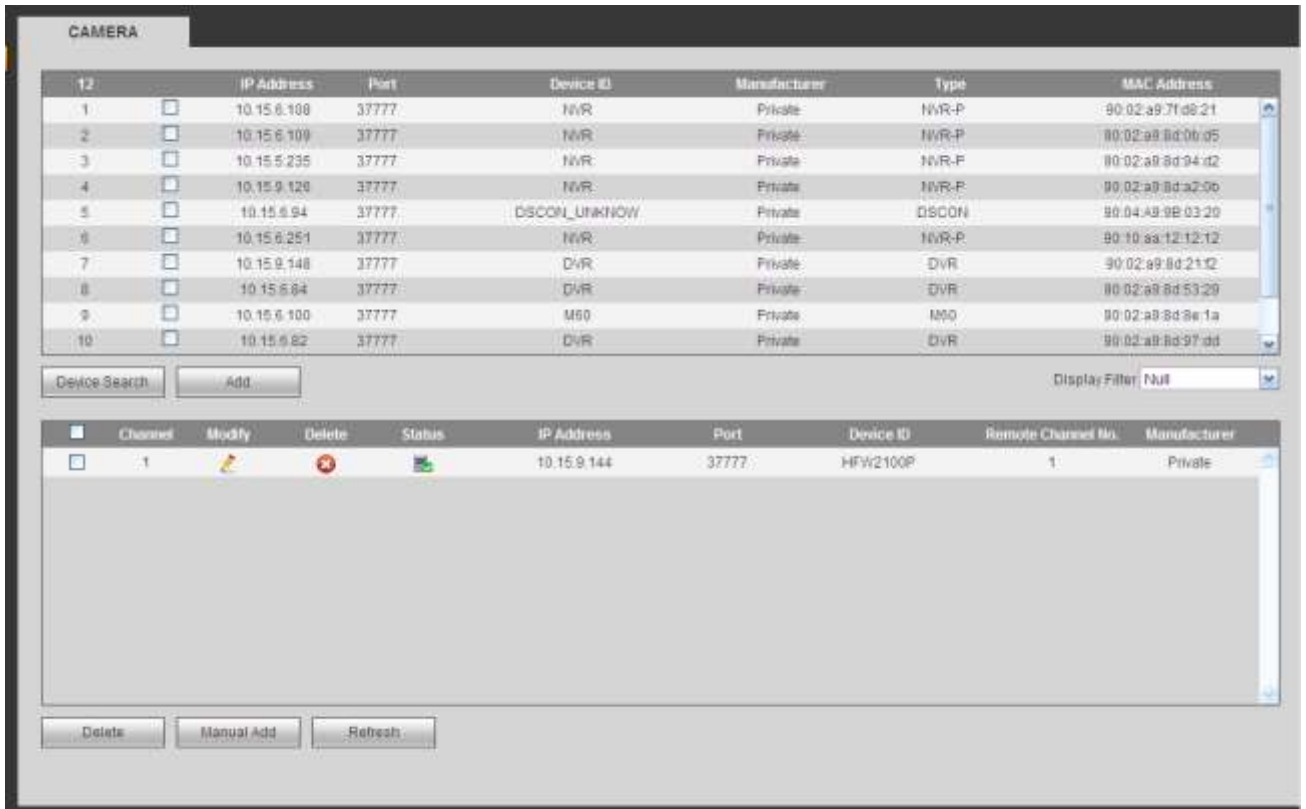 CAMERA
12 IP Address Port Device ID Manufacturer Type MAC Address
1 10.15.6.108 37777 NVR Private NVR-P 90:02:a9:7f:d8:21
2 10.15.6.109 37777 NVR Private NVR-P 90:02:a9:8d:0b:d5
3 10.15.5.235 37777 NVR Private NVR-P 90:02:a9:8d:94:d2
4 10.15.9.126 37777 NVR Private NVR-P 90:02:a9:8d:a2:0b
5 10.15.6.94 37777 DSCON_UNKNOW Private DSCON 90:04:A9:9B:03:20
6 10.15.6.251 37777 NVR Private NVR-P 90:10:aa:12:12:12
7 10.15.9.148 37777 DVR Private DVR 90:02:a9:8d:21:f2
8 37777 DVR Private DVR 90:02:a9:8d:53:29
9 10.15.6.100 37777 M60 Private M60 90:02:a9:8d:8e:1a
10 10.15.6.82 37777 DVR Private DVR 90:02:a9:8d:97:dd
Device Search Add Display Filter Null
Channel Modify Delete Status IP Address Port Device ID Remote Channel No. Manufacturer
1 10.15.9.144 37777 HFW2100P 1 Private
Delete Manual Add Refresh